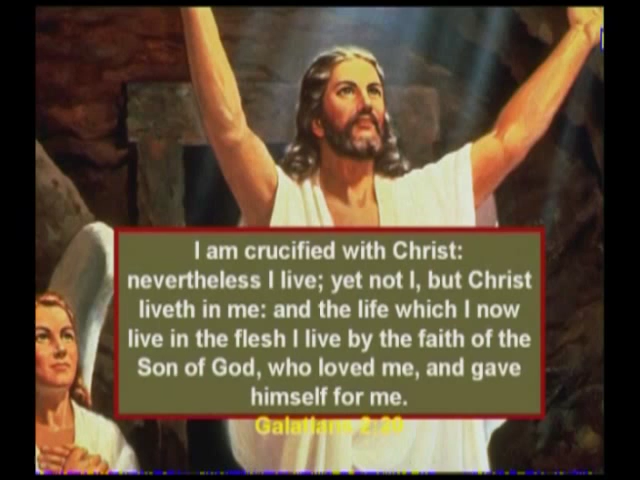 I am crucified with Christ:
nevertheless I live; yet not I, but Christ
liveth in me: and the life which I now
live in the flesh I live by the faith of the
Son of God, who loved me, and gave
himself for me.
Galatians 2:20